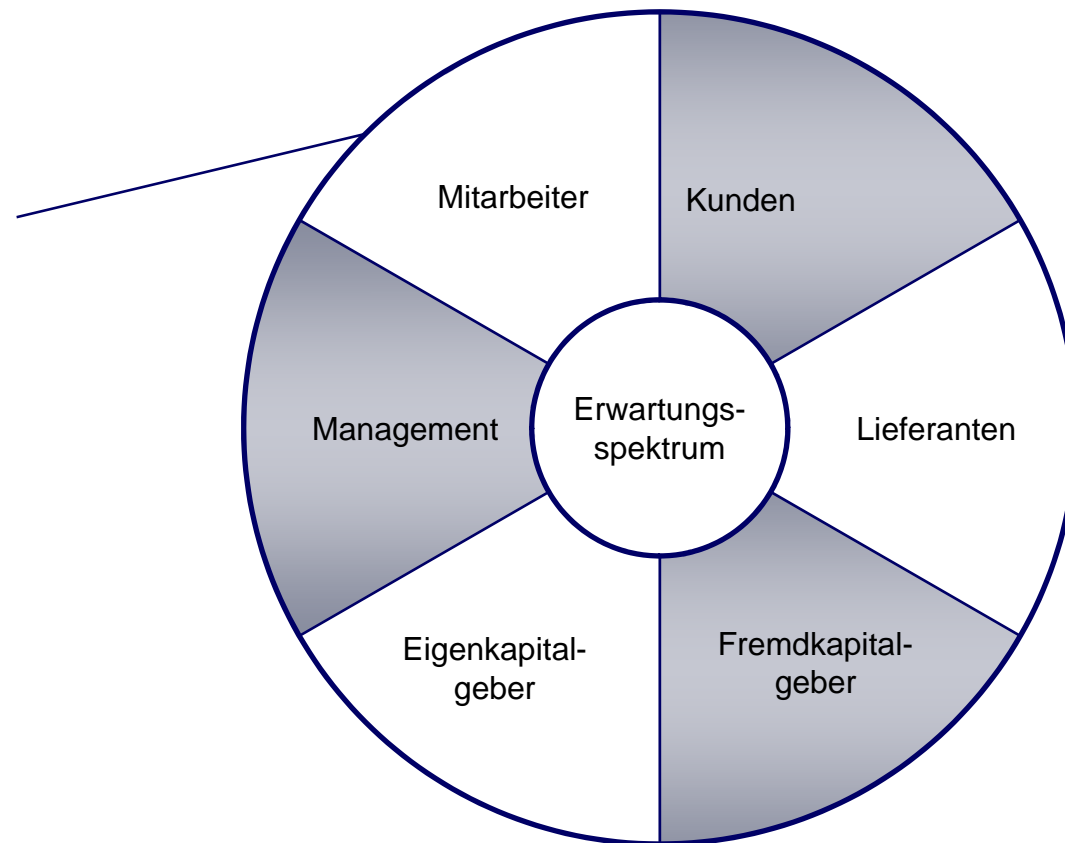 Mitarbeiter
Kunden
Management
Erwartungs-
spektrum
Lieferanten
Eigenkapital-
geber
Fremdkapital-
geber